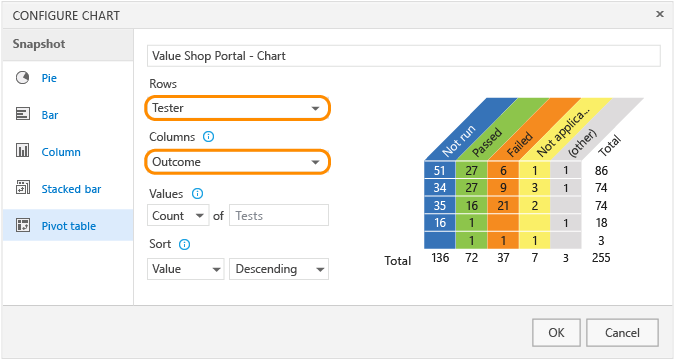 CONFIGURE CHART ×
Snapshot
Pie
Bar
Column
Stacked bar
Pivot table
Value Shop Portal - Chart
Rows
Tester
Columns
Outcome
Values
Count of Tests
Sort
Value Descending
Not run Passed Failed Not applica... (other) Total
51 27 6 1 1 86
34 27 9 3 1 74
35 16 21 2 74
16 1 1 18
1 1 1 3
Total 136 72 37 7 3 255
OK Cancel